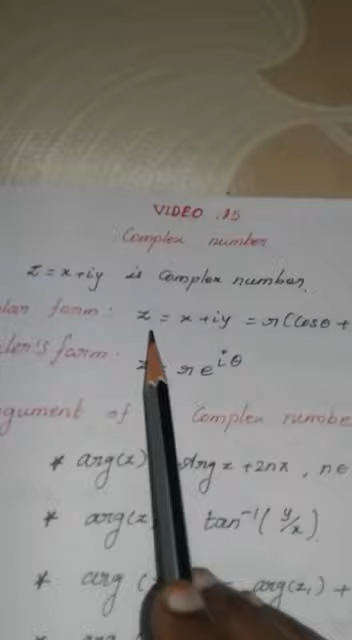 VIDEO .15
Complex number
z = x+iy is complex number.
lar form: z = x+iy = r(cosθ +
ler's form: z re^{iθ}
rgument of Complex numbe
* arg(z) Arg z + 2nπ, n e
* arg(z tan⁻¹(y/x)
* arg ( = arg(z₁) +